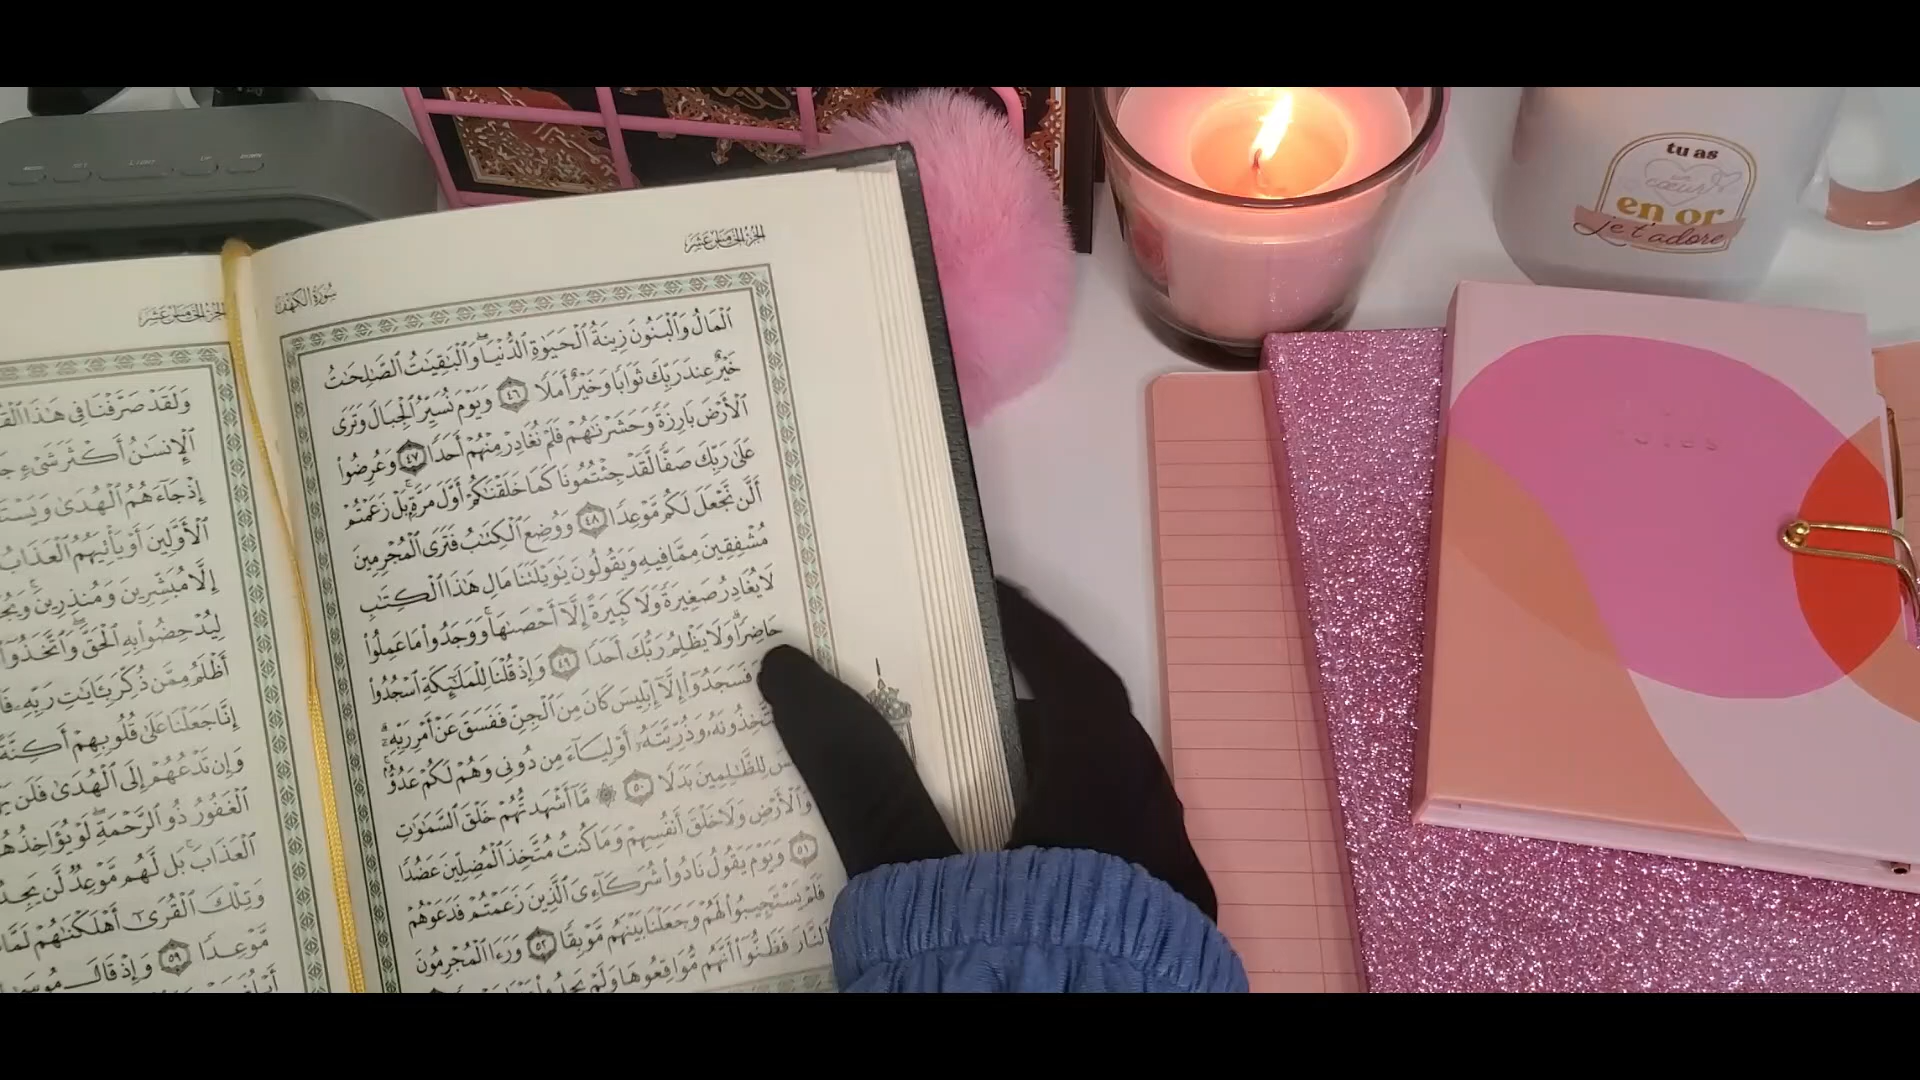 الجزء الخامس عشر
سورة الكهف
ٱلْمَالُ وَٱلْبَنُونَ زِينَةُ ٱلْحَيَوٰةِ ٱلدُّنْيَا ۖ وَٱلْبَٰقِيَٰتُ ٱلصَّٰلِحَٰتُ
خَيْرٌ عِندَ رَبِّكَ ثَوَابًا وَخَيْرٌ أَمَلًا ٤٦ وَيَوْمَ نُسَيِّرُ ٱلْجِبَالَ وَتَرَى
ٱلْأَرْضَ بَارِزَةً وَحَشَرْنَٰهُمْ فَلَمْ نُغَادِرْ مِنْهُمْ أَحَدًا ٤٧ وَعُرِضُوا۟
عَلَىٰ رَبِّكَ صَفًّا لَّقَدْ جِئْتُمُونَا كَمَا خَلَقْنَٰكُمْ أَوَّلَ مَرَّةٍۭ ۚ بَلْ زَعَمْتُمْ
أَلَّن نَّجْعَلَ لَكُم مَّوْعِدًا ٤٨ وَوُضِعَ ٱلْكِتَٰبُ فَتَرَى ٱلْمُجْرِمِينَ
مُشْفِقِينَ مِمَّا فِيهِ وَيَقُولُونَ يَٰوَيْلَتَنَا مَالِ هَٰذَا ٱلْكِتَٰبِ
لَا يُغَادِرُ صَغِيرَةً وَلَا كَبِيرَةً إِلَّآ أَحْصَىٰهَا ۚ وَوَجَدُوا۟ مَا عَمِلُوا۟
حَاضِرًا ۗ وَلَا يَظْلِمُ رَبُّكَ أَحَدًا ٤٩ وَإِذْ قُلْنَا لِلْمَلَٰٓئِكَةِ ٱسْجُدُوا۟
فَسَجَدُوٓا۟ إِلَّآ إِبْلِيسَ كَانَ مِنَ ٱلْجِنِّ فَفَسَقَ عَنْ أَمْرِ رَبِّهِۦٓ ۗ
وَذُرِّيَّتَهُۥٓ أَوْلِيَآءَ مِن دُونِى وَهُمْ لَكُمْ عَدُوٌّۢ ۚ
لِلظَّٰلِمِينَ بَدَلًا ٥٠ ۞ مَّآ أَشْهَدتُّهُمْ خَلْقَ ٱلسَّمَٰوَٰتِ
وَٱلْأَرْضِ وَلَا خَلْقَ أَنفُسِهِمْ وَمَا كُنتُ مُتَّخِذَ ٱلْمُضِلِّينَ عَضُدًا
٥١ وَيَوْمَ يَقُولُ نَادُوا۟ شُرَكَآءِىَ ٱلَّذِينَ زَعَمْتُمْ فَدَعَوْهُمْ
فَلَمْ يَسْتَجِيبُوا۟ لَهُمْ وَجَعَلْنَا بَيْنَهُم مَّوْبِقًا ٥٢ وَرَءَا ٱلْمُجْرِمُونَ
ٱلنَّارَ فَظَنُّوٓا۟ أَنَّهُم مُّوَاقِعُوهَا وَلَمْ
الجزء الخامس عشر
وَلَقَدْ صَرَّفْنَا فِى هَٰذَا
ٱلْإِنسَٰنُ أَكْثَرَ شَىْءٍ
إِذْ جَآءَهُمُ ٱلْهُدَىٰ
ٱلْأَوَّلِينَ أَوْ يَأْتِيَهُمُ ٱلْعَذَابُ
إِلَّا مُبَشِّرِينَ وَمُنذِرِينَ ۚ
لِيُدْحِضُوا۟ بِهِ ٱلْحَقَّ ۖ وَٱتَّخَذُوٓا۟
أَظْلَمُ مِمَّن ذُكِّرَ بِـَٔايَٰتِ رَبِّهِۦ
إِنَّا جَعَلْنَا عَلَىٰ قُلُوبِهِمْ أَكِنَّةً
وَإِن تَدْعُهُمْ إِلَى ٱلْهُدَىٰ فَلَن
ٱلْغَفُورُ ذُو ٱلرَّحْمَةِ ۖ لَوْ يُؤَاخِذُهُم
ٱلْعَذَابَ ۚ بَل لَّهُم مَّوْعِدٌ لَّن
وَتِلْكَ ٱلْقُرَىٰٓ أَهْلَكْنَٰهُمْ لَمَّا
مَّوْعِدًا ٥٩ وَإِذْ قَالَ
tu as
un
cœur
en or
je t'adore
Notes